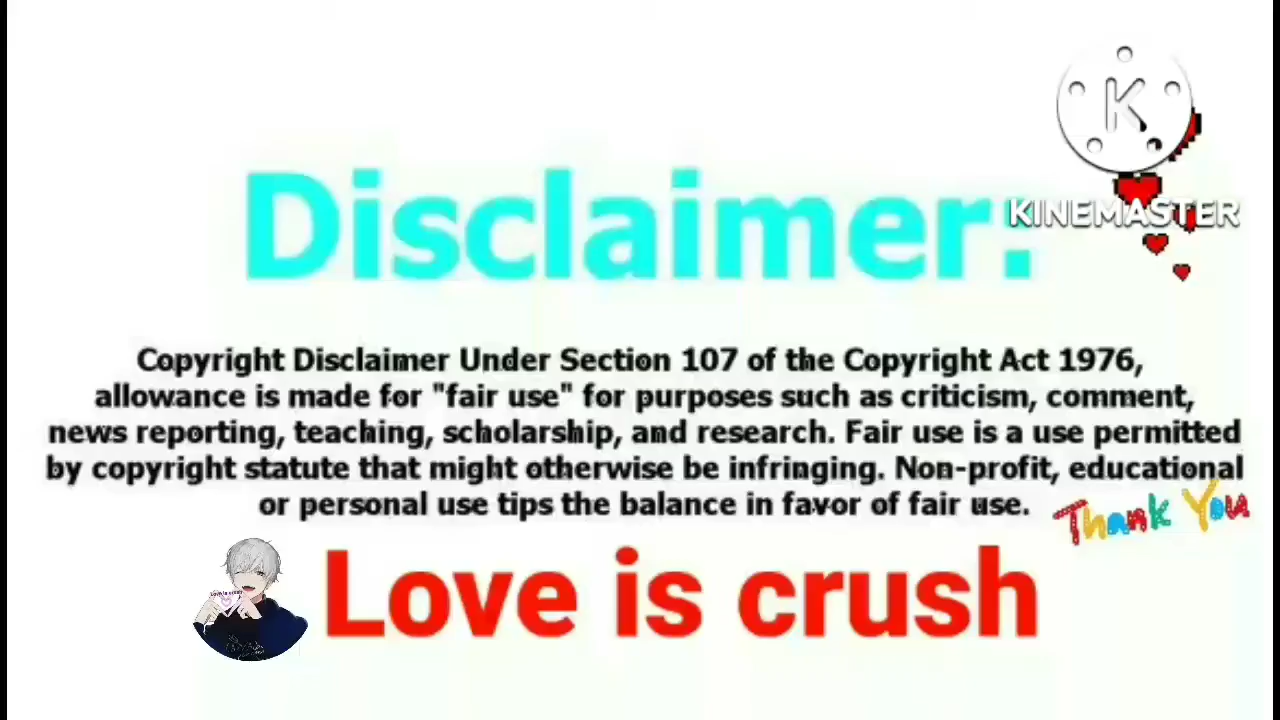 K
KINEMASTER
Disclaimer:
Copyright Disclaimer Under Section 107 of the Copyright Act 1976,
allowance is made for "fair use" for purposes such as criticism, comment,
news reporting, teaching, scholarship, and research. Fair use is a use permitted
by copyright statute that might otherwise be infringing. Non-profit, educational
or personal use tips the balance in favor of fair use.
Thank You
Love is crush